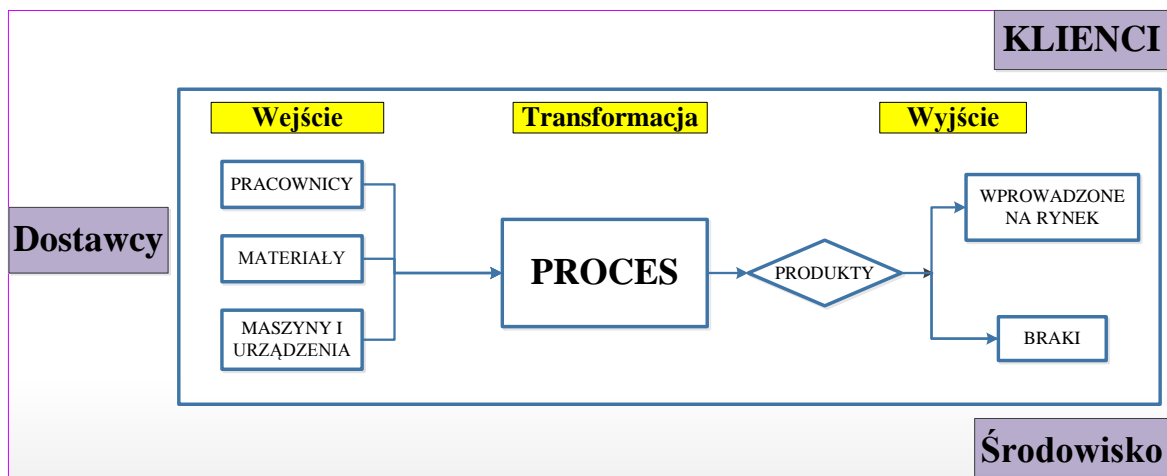 KLIENCI
Wejście
Transformacja
Wyjście
PRACOWNICY
WPROWADZONE
NA RYNEK
Dostawcy
MATERIAŁY
PROCES
PRODUKTY
MASZYNY I
URZĄDZENIA
BRAKI
Środowisko